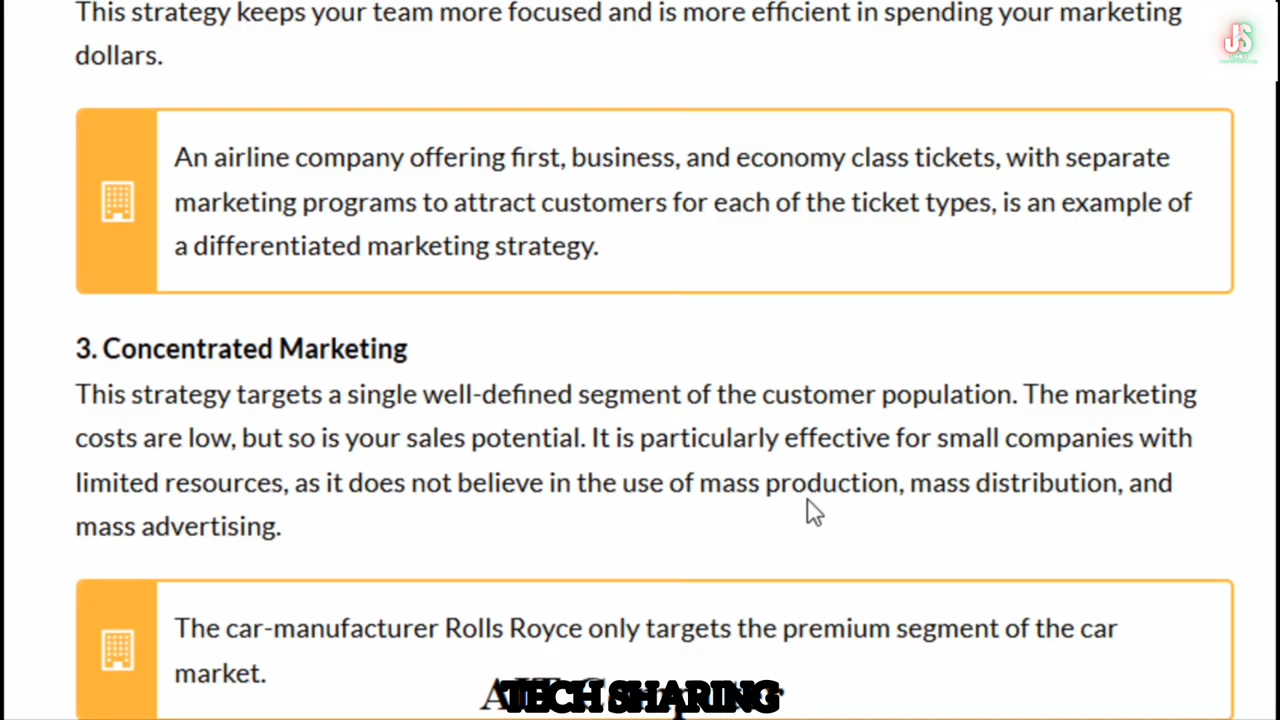 This strategy keeps your team more focused and is more efficient in spending your marketing
dollars.
JS
An airline company offering first, business, and economy class tickets, with separate
marketing programs to attract customers for each of the ticket types, is an example of
a differentiated marketing strategy.
3. Concentrated Marketing
This strategy targets a single well-defined segment of the customer population. The marketing
costs are low, but so is your sales potential. It is particularly effective for small companies with
limited resources, as it does not believe in the use of mass production, mass distribution, and
mass advertising.
The car-manufacturer Rolls Royce only targets the premium segment of the car
market.
TECH SHARING